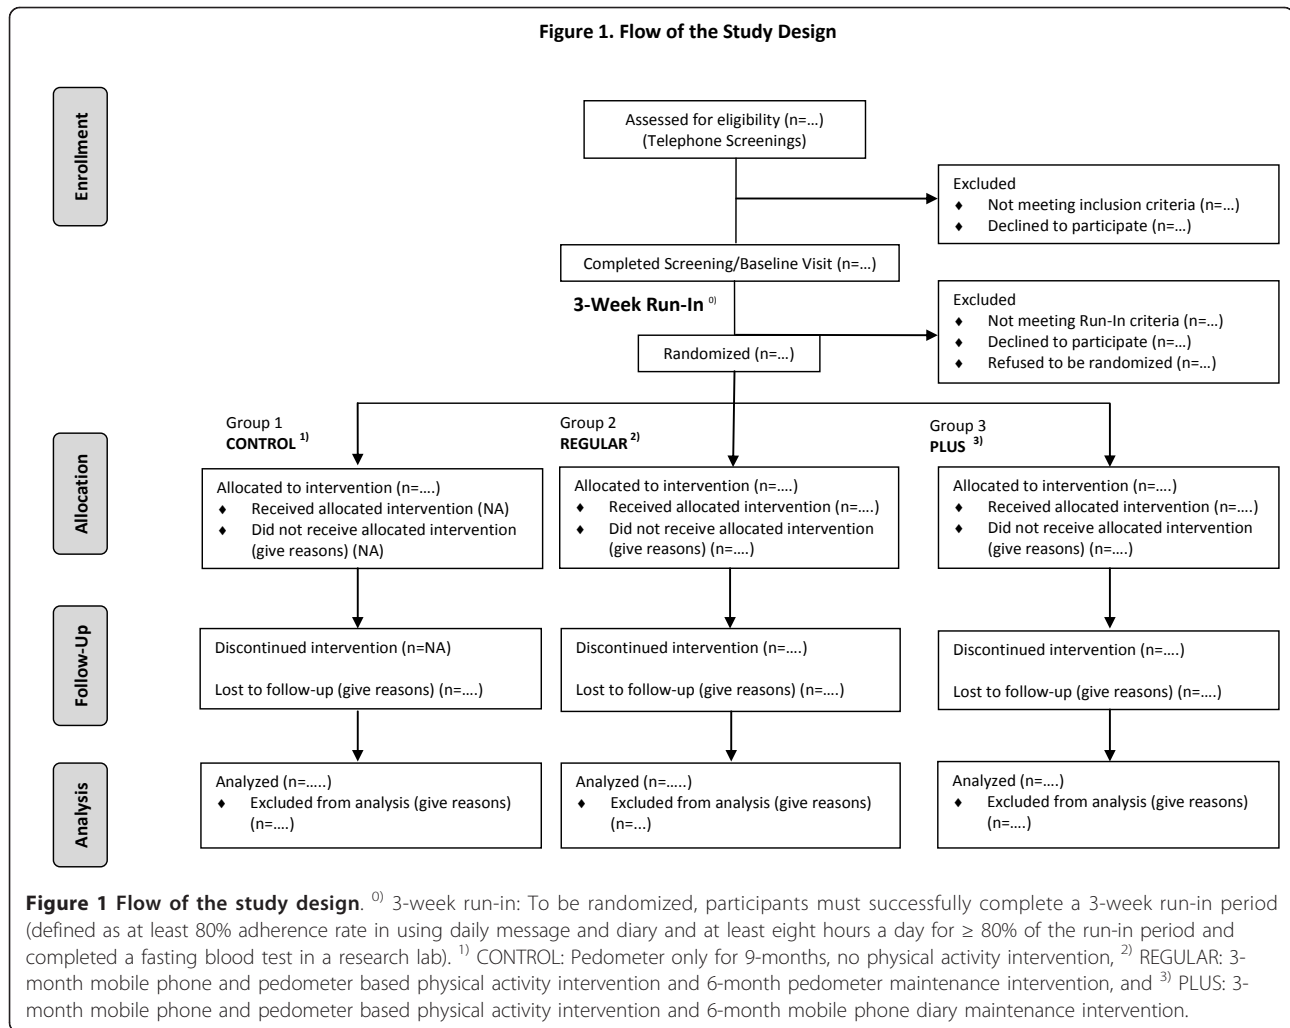 Figure 1. Flow of the Study Design
Enrollment
Assessed for eligibility (n=...)
(Telephone Screenings)
Excluded
♦ Not meeting inclusion criteria (n=...)
♦ Declined to participate (n=...)
Completed Screening/Baseline Visit (n=...)
3-Week Run-In 0)
Excluded
♦ Not meeting Run-In criteria (n=...)
♦ Declined to participate (n=...)
♦ Refused to be randomized (n=...)
Randomized (n=...)
Allocation
Group 1
CONTROL 1)
Allocated to intervention (n=....)
♦ Received allocated intervention (NA)
♦ Did not receive allocated intervention
(give reasons) (NA)
Group 2
REGULAR 2)
Allocated to intervention (n=....)
♦ Received allocated intervention (n=....)
♦ Did not receive allocated intervention
(give reasons) (n=....)
Group 3
PLUS 3)
Allocated to intervention (n=....)
♦ Received allocated intervention (n=....)
♦ Did not receive allocated intervention
(give reasons) (n=....)
Follow-Up
Discontinued intervention (n=NA)
Lost to follow-up (give reasons) (n=....)
Discontinued intervention (n=....)
Lost to follow-up (give reasons) (n=....)
Discontinued intervention (n=....)
Lost to follow-up (give reasons) (n=....)
Analysis
Analyzed (n=.....)
♦ Excluded from analysis (give reasons)
(n=....)
Analyzed (n=.....)
♦ Excluded from analysis (give reasons)
(n=...)
Analyzed (n=....)
♦ Excluded from analysis (give reasons)
(n=....)
Figure 1 Flow of the study design. 0) 3-week run-in: To be randomized, participants must successfully complete a 3-week run-in period
(defined as at least 80% adherence rate in using daily message and diary and at least eight hours a day for ≥ 80% of the run-in period and
completed a fasting blood test in a research lab). 1) CONTROL: Pedometer only for 9-months, no physical activity intervention, 2) REGULAR: 3-
month mobile phone and pedometer based physical activity intervention and 6-month pedometer maintenance intervention, and 3) PLUS: 3-
month mobile phone and pedometer based physical activity intervention and 6-month mobile phone diary maintenance intervention.